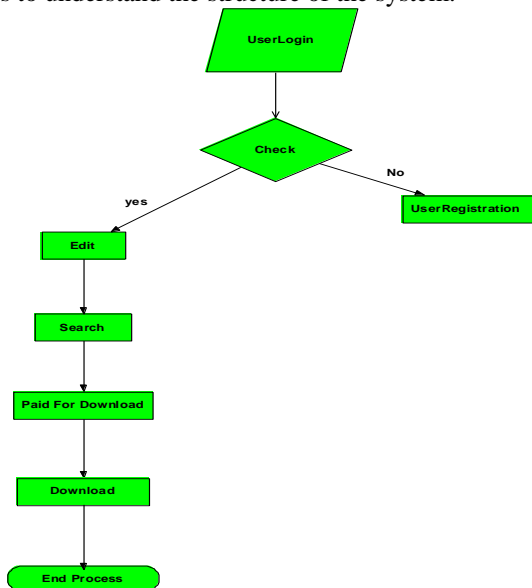 s to understand the structure of the system.
UserLogin
Check
No
yes
UserRegistration
Edit
Search
Paid For Download
Download
End Process